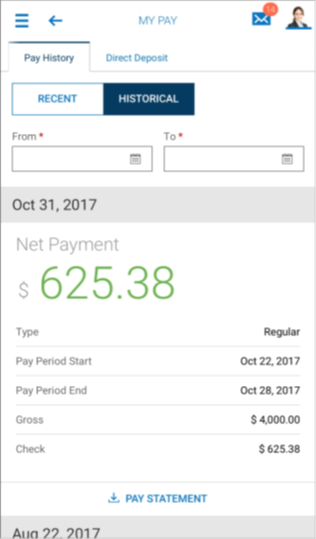 MY PAY
14
Pay History
Direct Deposit
RECENT
HISTORICAL
From *
To *
Oct 31, 2017
Net Payment
$ 625.38
Type Regular
Pay Period Start Oct 22, 2017
Pay Period End Oct 28, 2017
Gross $ 4,000.00
Check $ 625.38
PAY STATEMENT
Aug 22, 2017